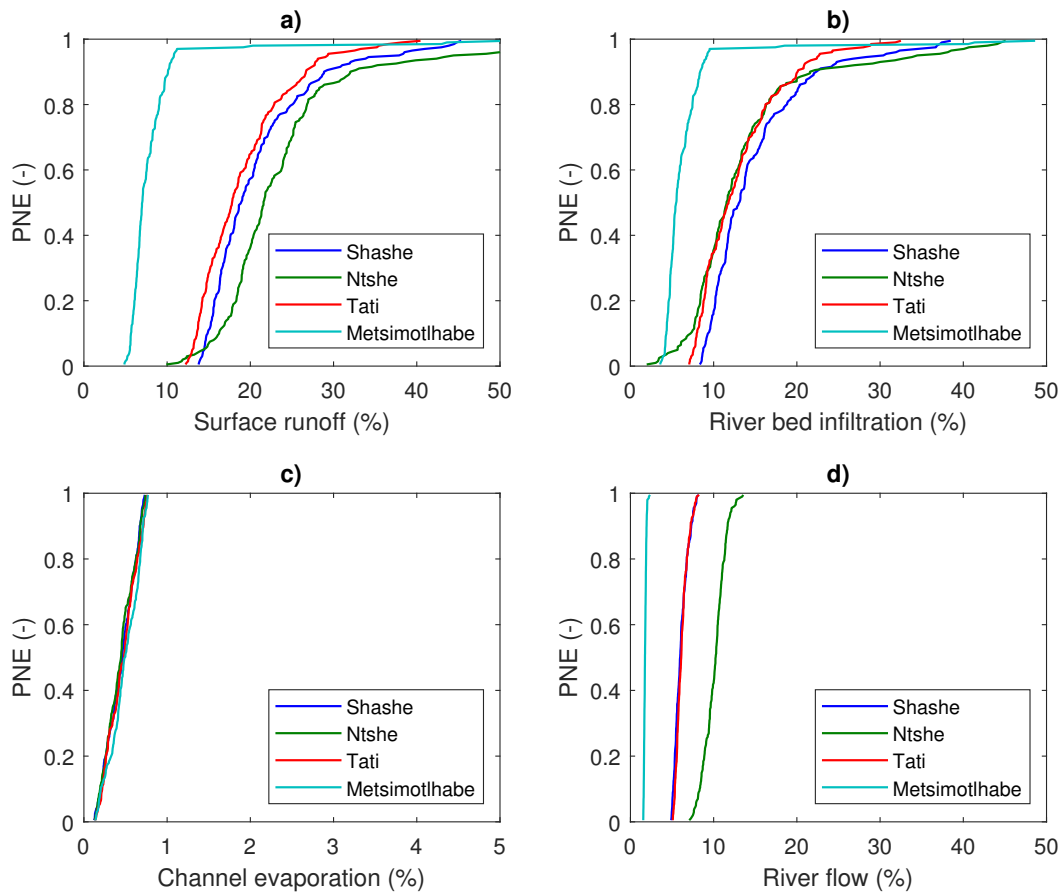 a)
1
0.8
0.6
0.4
0.2
0
PNE (-)
Shashe
Ntshe
Tati
Metsimotlhabe
0 10 20 30 40 50
Surface runoff (%)
b)
1
0.8
0.6
0.4
0.2
0
PNE (-)
Shashe
Ntshe
Tati
Metsimotlhabe
0 10 20 30 40 50
River bed infiltration (%)
c)
1
0.8
0.6
0.4
0.2
0
PNE (-)
Shashe
Ntshe
Tati
Metsimotlhabe
0 1 2 3 4 5
Channel evaporation (%)
d)
1
0.8
0.6
0.4
0.2
0
PNE (-)
Shashe
Ntshe
Tati
Metsimotlhabe
0 10 20 30 40 50
River flow (%)